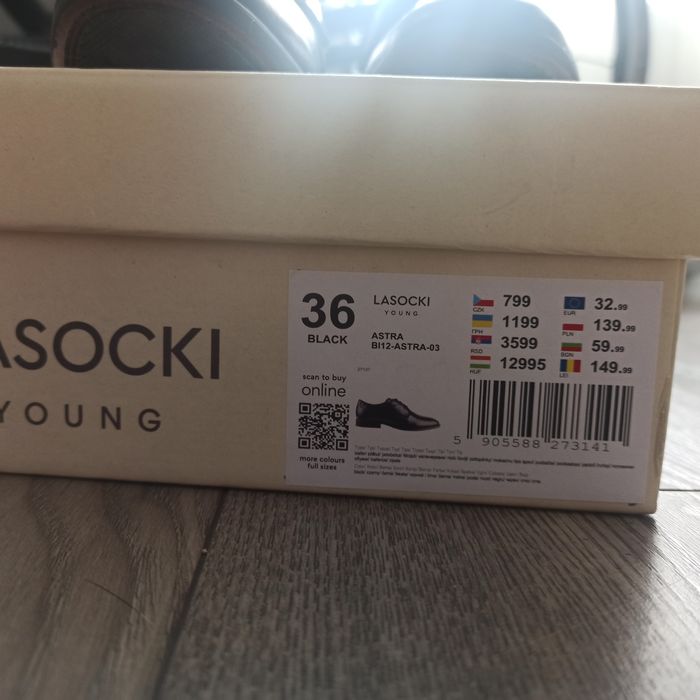 ASOCKI
YOUNG
36
BLACK
LASOCKI
YOUNG
ASTRA
BI12-ASTRA-03
scan to buy
online
more colours
full sizes
CZK 799
ГРН 1199
RSD 3599
HUF 12995
EUR 32.99
PLN 139.99
BGN 59.99
LEI 149.99
5 905588 273141